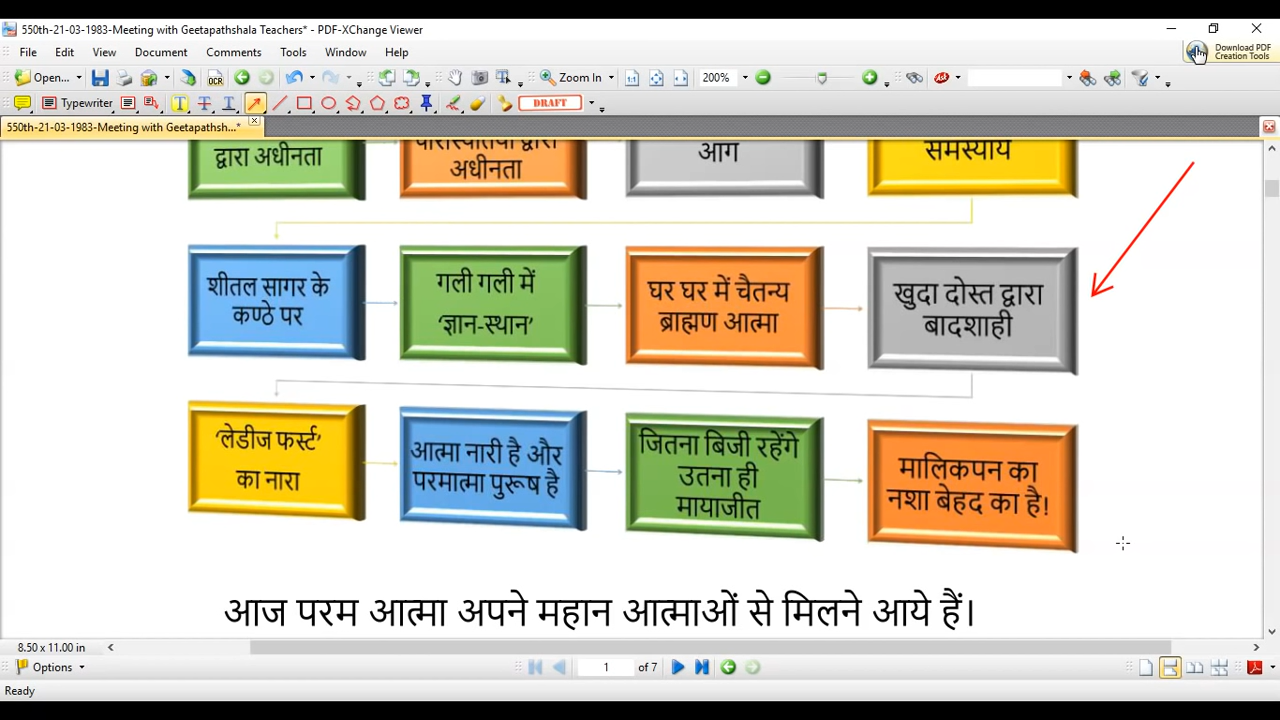 550th-21-03-1983-Meeting with Geetapathshala Teachers* - PDF-XChange Viewer
File Edit View Document Comments Tools Window Help
Download PDF
Creation Tools
Open... OCR Zoom In 200%
Typewriter DRAFT
550th-21-03-1983-Meeting with Geetapathsh...*
द्वारा अधीनता
परिस्थितियों द्वारा
अधीनता
आग
समस्यायें
शीतल सागर के
कण्ठे पर
गली गली में
‘ज्ञान-स्थान’
घर घर में चैतन्य
ब्राह्मण आत्मा
खुदा दोस्त द्वारा
बादशाही
‘लेडीज फर्स्ट’
का नारा
आत्मा नारी है और
परमात्मा पुरूष है
जितना बिजी रहेंगे
उतना ही
मायाजीत
मालिकपन का
नशा बेहद का है!
आज परम आत्मा अपने महान आत्माओं से मिलने आये हैं।
8.50 x 11.00 in
Options 1 of 7
Ready